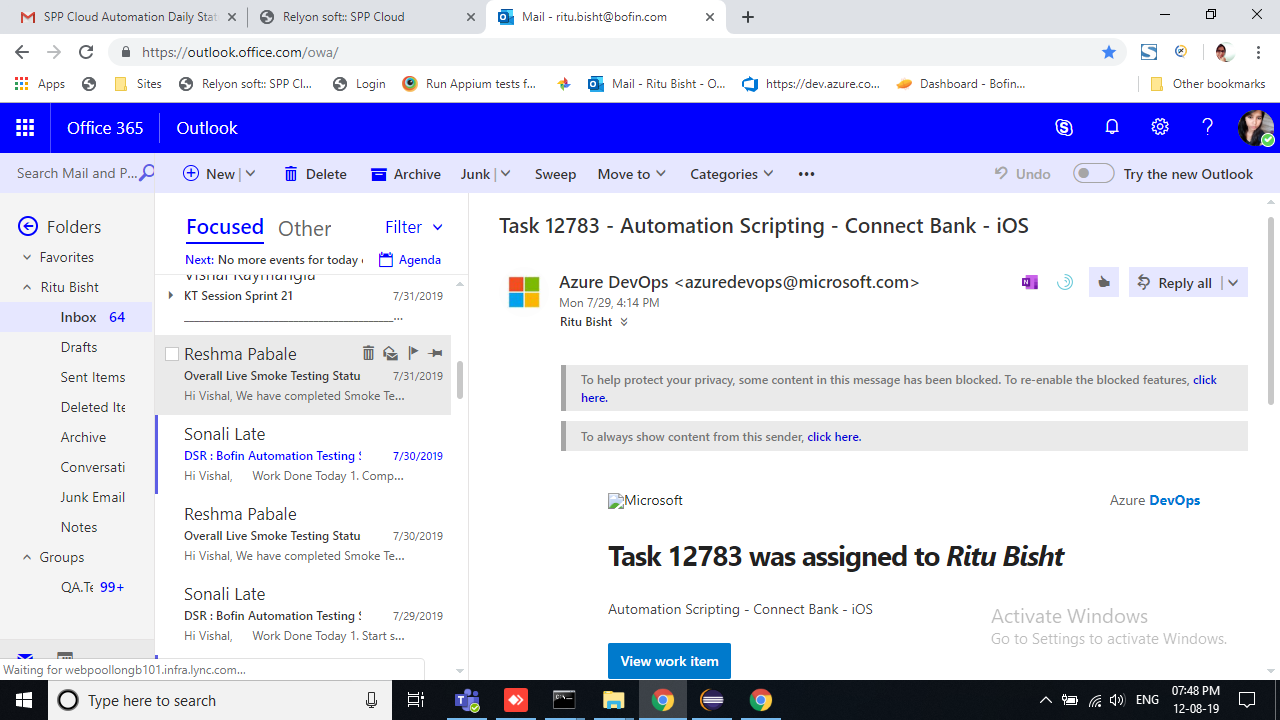 SPP Cloud Automation Daily Stat
Relyon soft:: SPP Cloud
Mail - ritu.bisht@bofin.com
https://outlook.office.com/owa/
Apps
Sites
Relyon soft:: SPP Cl...
Login
Run Appium tests f...
Mail - Ritu Bisht - O...
https://dev.azure.co...
Dashboard - Bofin...
Other bookmarks
Office 365
Outlook
Search Mail and P...
New
Delete
Archive
Junk
Sweep
Move to
Categories
Undo
Try the new Outlook
Folders
Favorites
Ritu Bisht
Inbox 64
Drafts
Sent Items
Deleted Ite
Archive
Conversati
Junk Email
Notes
Groups
QA.Te 99+
Focused
Other
Filter
Next: No more events for today
Agenda
Vishal Raymangia
KT Session Sprint 21 7/31/2019
Reshma Pabale
Overall Live Smoke Testing Statu 7/31/2019
Hi Vishal, We have completed Smoke Te...
Sonali Late
DSR : Bofin Automation Testing S 7/30/2019
Hi Vishal, Work Done Today 1. Comp...
Reshma Pabale
Overall Live Smoke Testing Statu 7/30/2019
Hi Vishal, We have completed Smoke Te...
Sonali Late
DSR : Bofin Automation Testing S 7/29/2019
Hi Vishal, Work Done Today 1. Start s...
Task 12783 - Automation Scripting - Connect Bank - iOS
Azure DevOps <azuredevops@microsoft.com>
Mon 7/29, 4:14 PM
Ritu Bisht
Reply all
To help protect your privacy, some content in this message has been blocked. To re-enable the blocked features, click
here.
To always show content from this sender, click here.
Microsoft
Azure DevOps
Task 12783 was assigned to Ritu Bisht
Automation Scripting - Connect Bank - iOS
View work item
Activate Windows
Go to Settings to activate Windows.
Waiting for webpoollongb101.infra.lync.com...
Type here to search
ENG
07:48 PM
12-08-19